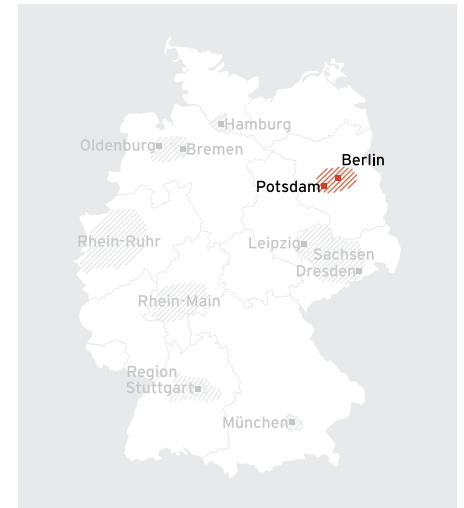 Hamburg
Oldenburg
Bremen
Berlin
Potsdam
Rhein-Ruhr
Leipzig
Sachsen
Dresden
Rhein-Main
Region
Stuttgart
München